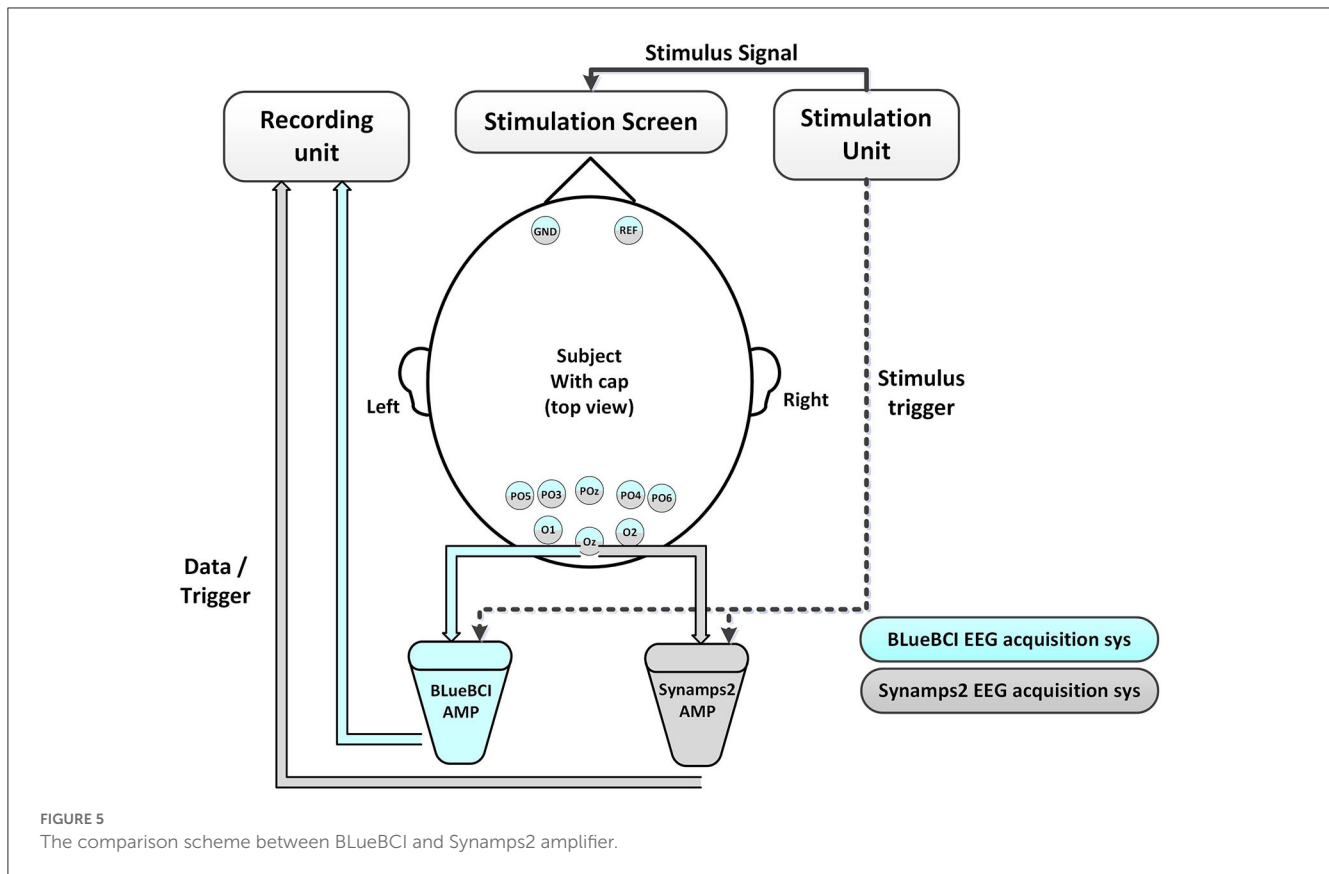 Stimulus Signal
Recording
unit
Stimulation Screen
Stimulation
Unit
GND
REF
Subject
With cap
(top view)
Left
Right
Stimulus
trigger
PO5
PO3
POz
PO4
PO6
O1
Oz
O2
Data /
Trigger
BLueBCI
AMP
Synamps2
AMP
BLueBCI EEG acquisition sys
Synamps2 EEG acquisition sys
FIGURE 5
The comparison scheme between BLueBCI and Synamps2 amplifier.